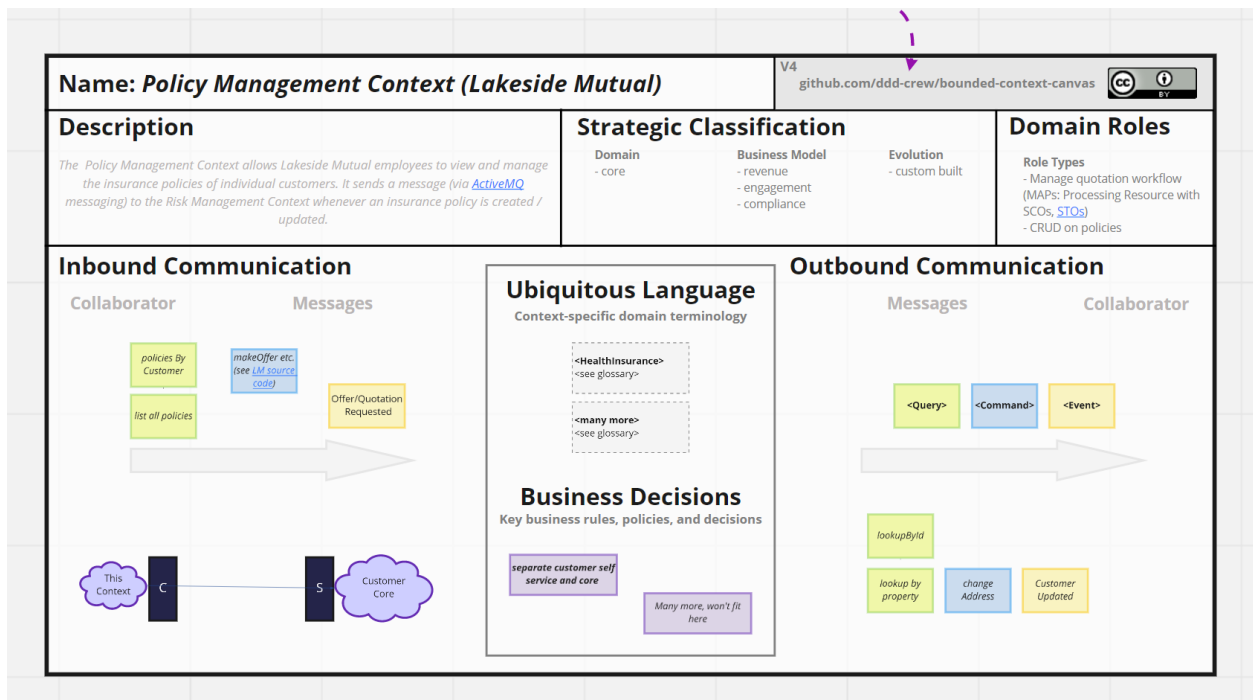 Name: Policy Management Context (Lakeside Mutual)
V4
github.com/ddd-crew/bounded-context-canvas
cc
BY
Description
The Policy Management Context allows Lakeside Mutual employees to view and manage
the insurance policies of individual customers. It sends a message (via ActiveMQ
messaging) to the Risk Management Context whenever an insurance policy is created /
updated.
Strategic Classification
Domain
- core
Business Model
- revenue
- engagement
- compliance
Evolution
- custom built
Domain Roles
Role Types
- Manage quotation workflow
(MAPs: Processing Resource with
SCOs, STOs)
- CRUD on policies
Inbound Communication
Collaborator
Messages
policies By
Customer
list all policies
makeOffer etc.
(see LM source
code)
Offer/Quotation
Requested
This
Context
C
S
Customer
Core
Ubiquitous Language
Context-specific domain terminology
<HealthInsurance>
<see glossary>
<many more>
<see glossary>
Business Decisions
Key business rules, policies, and decisions
separate customer self
service and core
Many more, won't fit
here
Outbound Communication
Messages
Collaborator
<Query>
<Command>
<Event>
lookupById
lookup by
property
change
Address
Customer
Updated